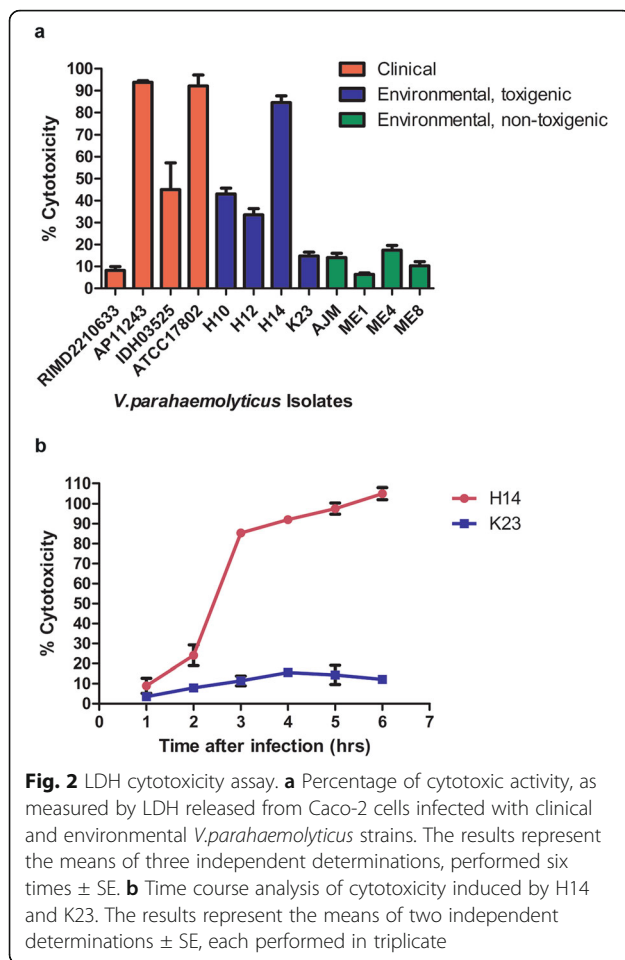 a
100
90
80
70
60
50
40
30
20
10
0
% Cytotoxicity
Clinical
Environmental, toxigenic
Environmental, non-toxigenic
RIMD2210633
AP11243
IDH03525
ATCC17802
H10
H12
H14
K23
AJM
ME1
ME4
ME8
V.parahaemolyticus Isolates
b
110
100
90
80
70
60
50
40
30
20
10
0
% Cytotoxicity
H14
K23
0 1 2 3 4 5 6 7
Time after infection (hrs)
Fig. 2 LDH cytotoxicity assay. a Percentage of cytotoxic activity, as
measured by LDH released from Caco-2 cells infected with clinical
and environmental V.parahaemolyticus strains. The results represent
the means of three independent determinations, performed six
times ± SE. b Time course analysis of cytotoxicity induced by H14
and K23. The results represent the means of two independent
determinations ± SE, each performed in triplicate